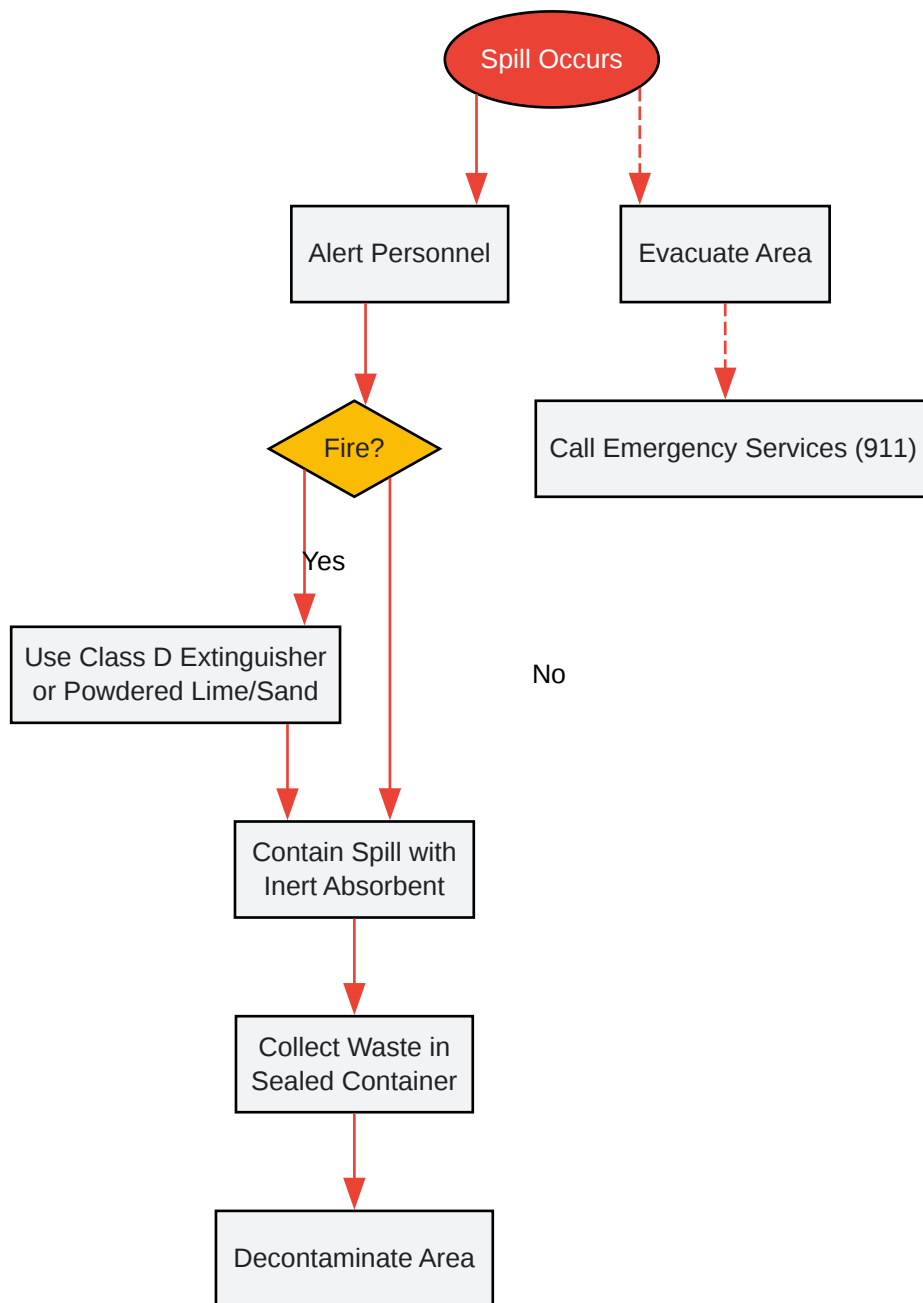 Spill Occurs
Alert Personnel
Evacuate Area
Fire?
Call Emergency Services (911)
Yes
Use Class D Extinguisher
or Powdered Lime/Sand
No
Contain Spill with
Inert Absorbent
Collect Waste in
Sealed Container
Decontaminate Area